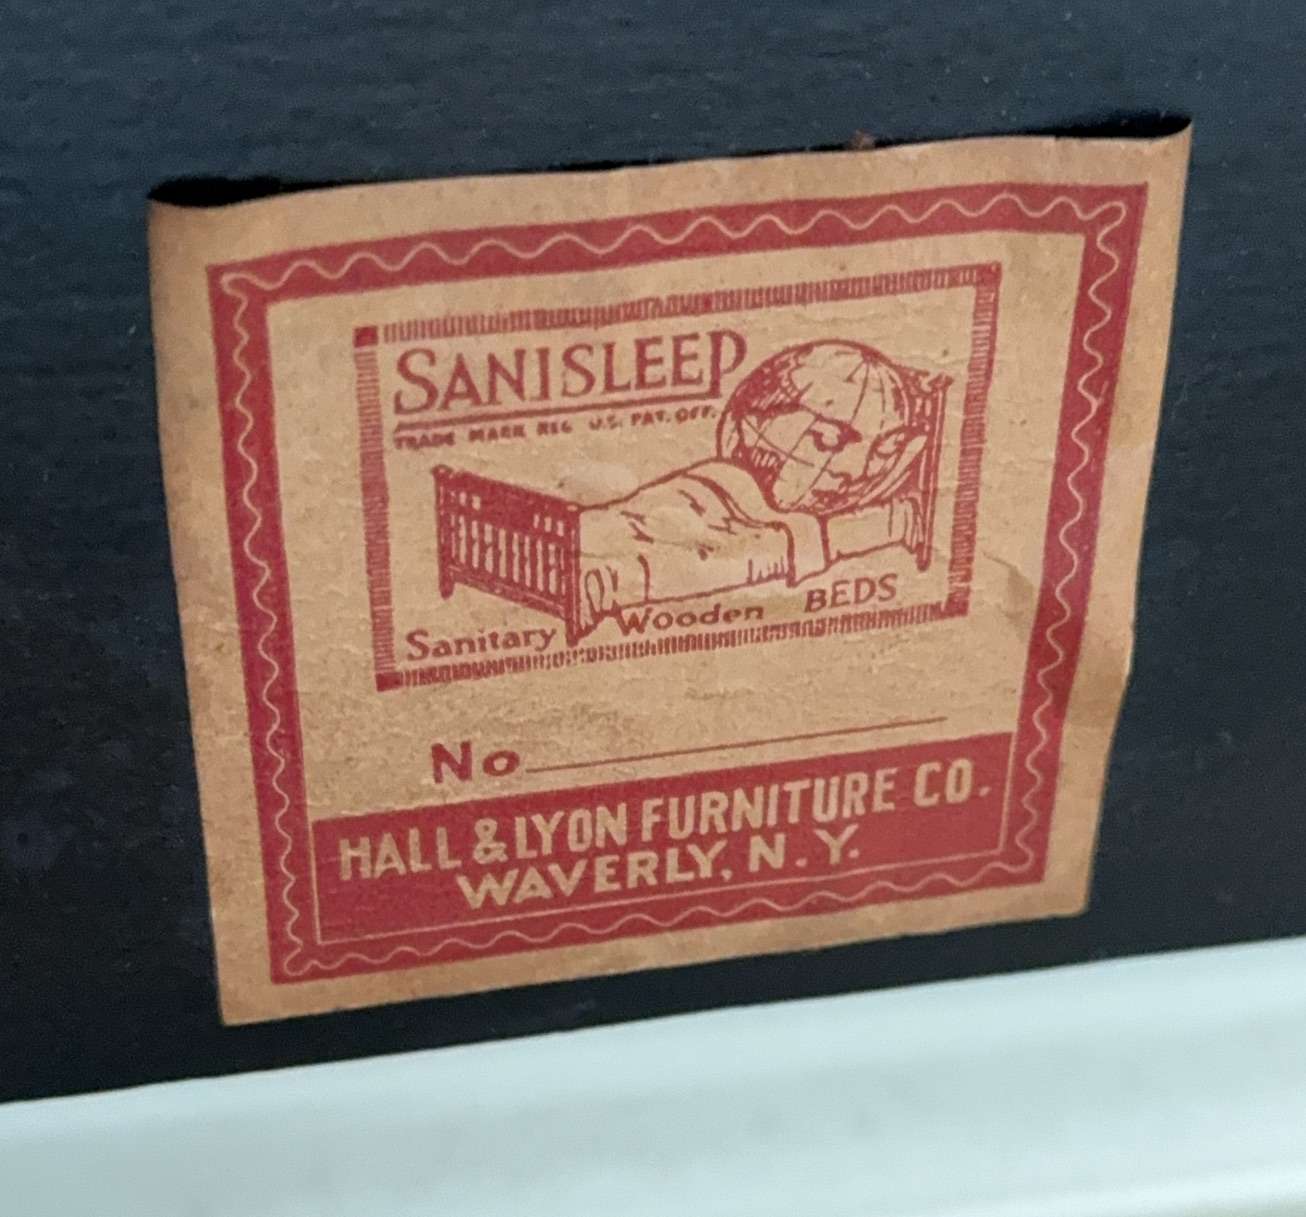 SANISLEEP
TRADE MARK REG U.S. PAT. OFF.
Sanitary Wooden BEDS
No
HALL & LYON FURNITURE CO.
WAVERLY, N.Y.